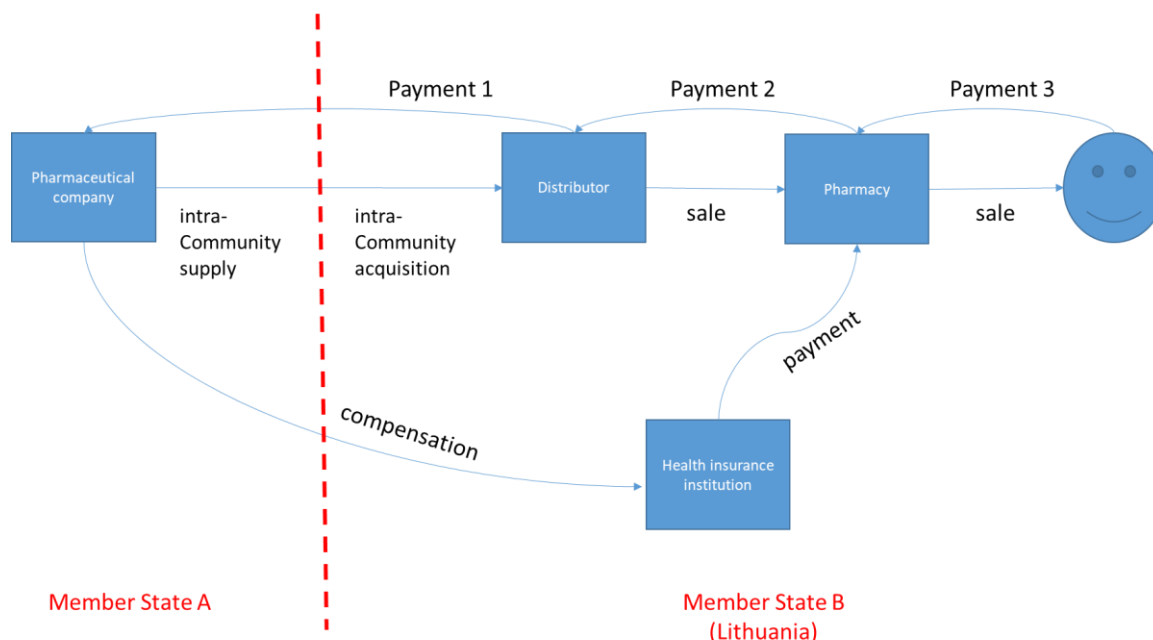 Payment 1
Payment 2
Payment 3
Pharmaceutical
company
Distributor
Pharmacy
intra-
Community
supply
intra-
Community
acquisition
sale
sale
payment
compensation
Health insurance
institution
Member State A
Member State B
(Lithuania)